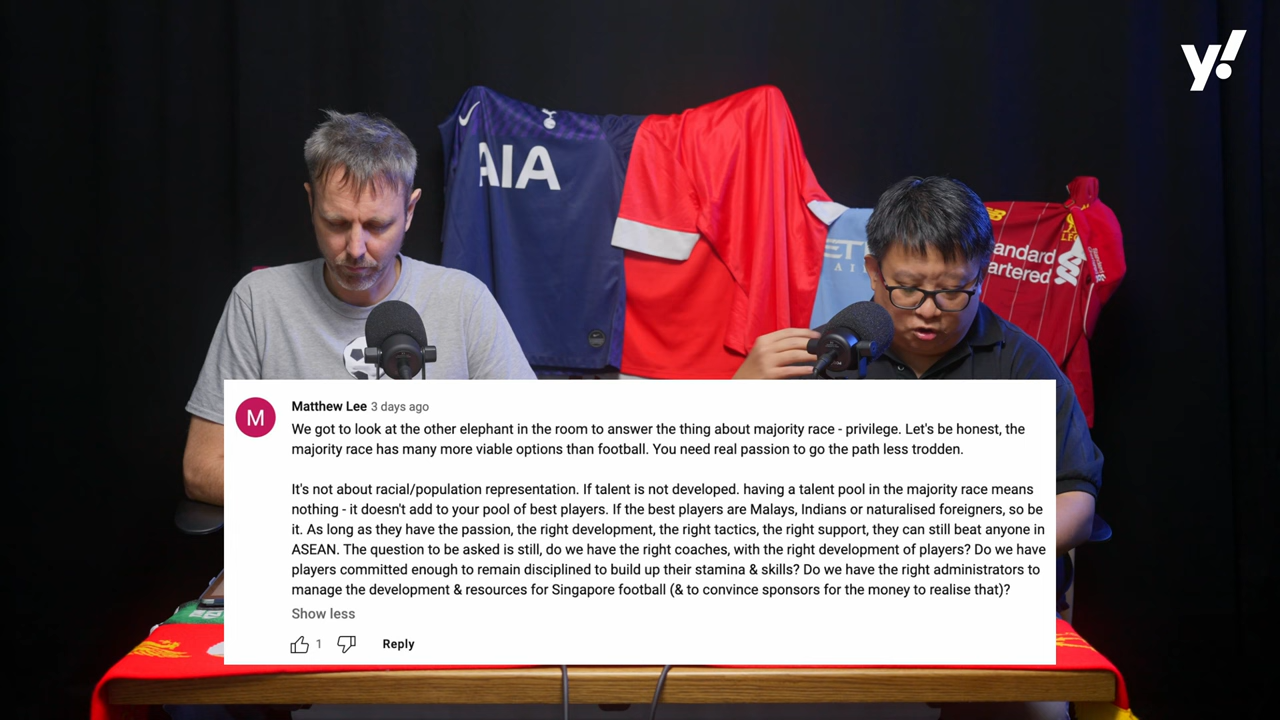 y!
AIA
ETI
AI
andard
artered
M
Matthew Lee 3 days ago
We got to look at the other elephant in the room to answer the thing about majority race - privilege. Let's be honest, the
majority race has many more viable options than football. You need real passion to go the path less trodden.
It's not about racial/population representation. If talent is not developed. having a talent pool in the majority race means
nothing - it doesn't add to your pool of best players. If the best players are Malays, Indians or naturalised foreigners, so be
it. As long as they have the passion, the right development, the right tactics, the right support, they can still beat anyone in
ASEAN. The question to be asked is still, do we have the right coaches, with the right development of players? Do we have
players committed enough to remain disciplined to build up their stamina & skills? Do we have the right administrators to
manage the development & resources for Singapore football (& to convince sponsors for the money to realise that)?
Show less
1
Reply